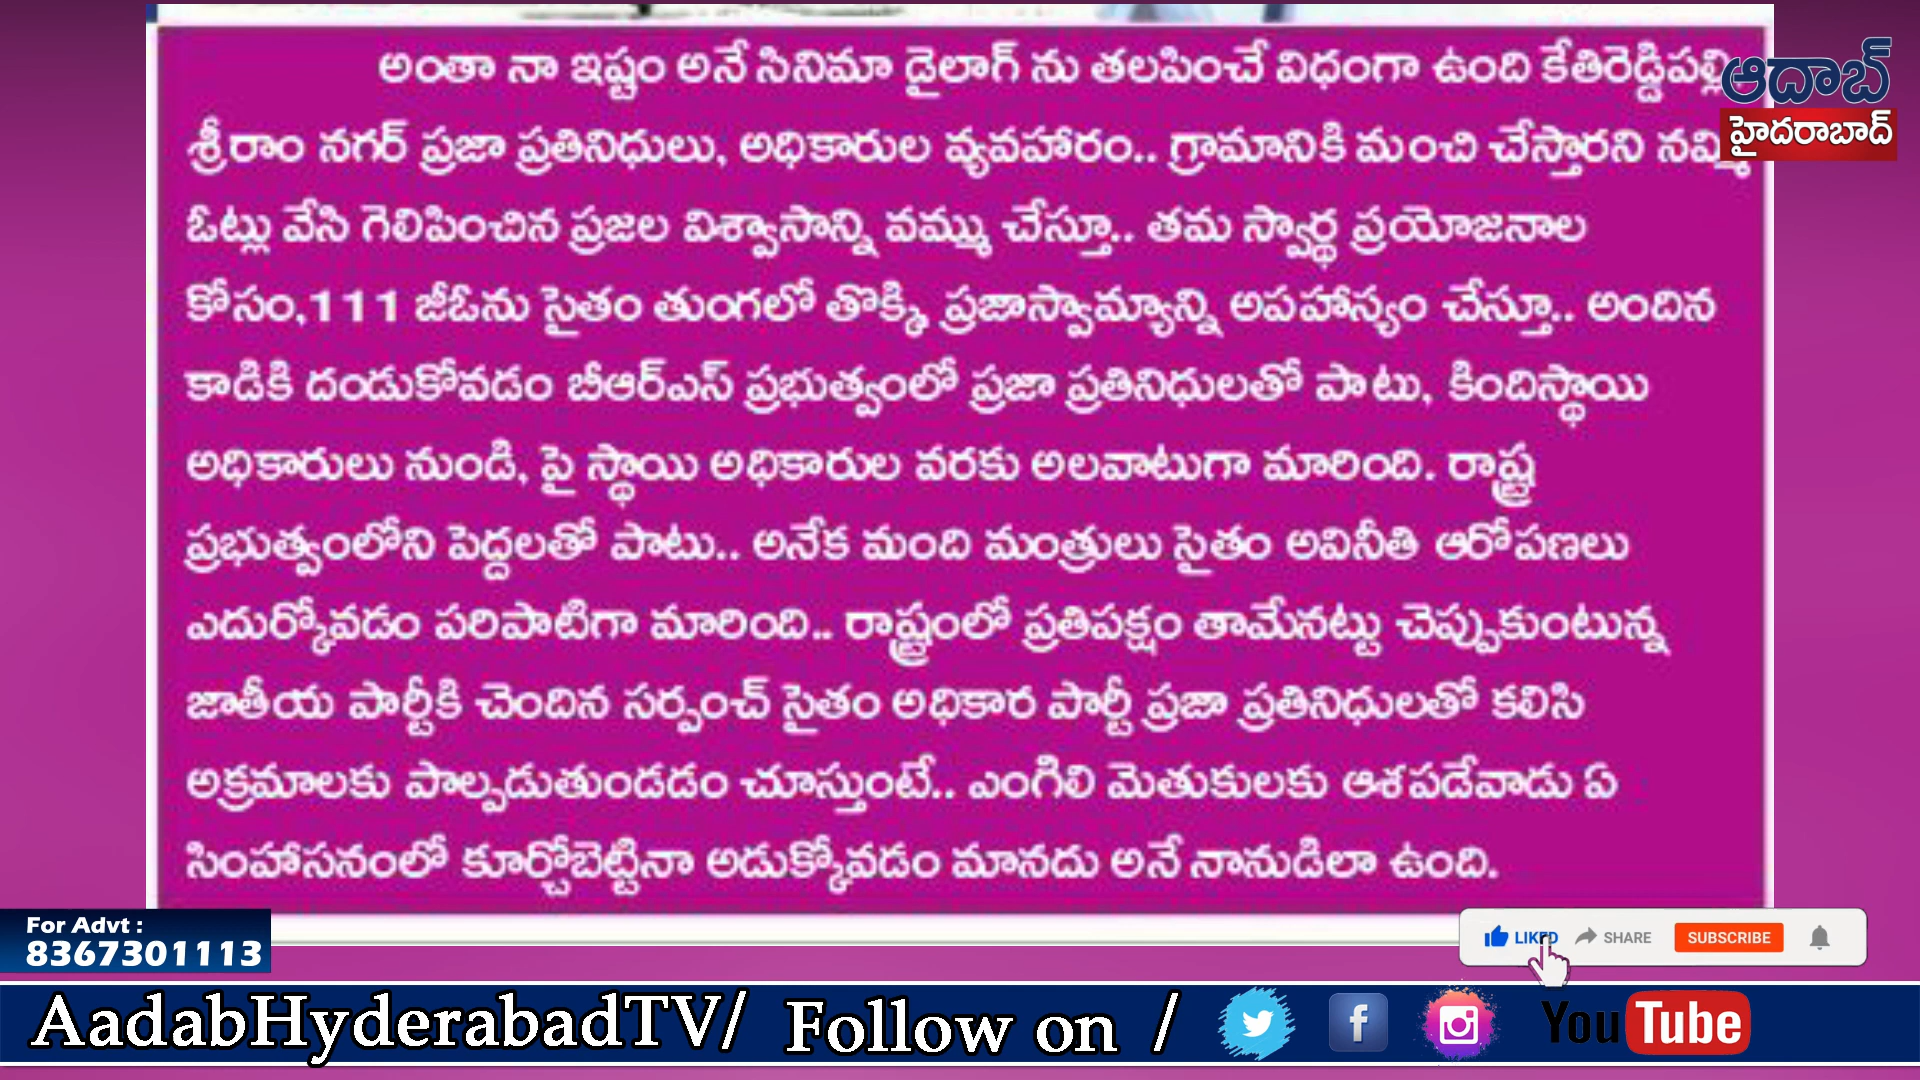 అంతా నా ఇష్టం అనే సినిమా డైలాగ్ ను తలపించే విధంగా ఉంది కేతిరెడ్డిపల్లి
శ్రీరాం నగర్ ప్రజా ప్రతినిధులు, అధికారుల వ్యవహారం.. గ్రామానికి మంచి చేస్తారని నమ్మి
ఓట్లు వేసి గెలిపించిన ప్రజల విశ్వాసాన్ని వమ్ము చేస్తూ.. తమ స్వార్థ ప్రయోజనాల
కోసం,111 జీఓను సైతం తుంగలో తొక్కి ప్రజాస్వామ్యాన్ని అపహాస్యం చేస్తూ.. అందిన
కాడికి దండుకోవడం బీఆర్ఎస్ ప్రభుత్వంలో ప్రజా ప్రతినిధులతో పాటు, కిందిస్థాయి
అధికారులు నుండి, పై స్థాయి అధికారుల వరకు అలవాటుగా మారింది. రాష్ట్ర
ప్రభుత్వంలోని పెద్దలతో పాటు.. అనేక మంది మంత్రులు సైతం అవినీతి ఆరోపణలు
ఎదుర్కోవడం పరిపాటిగా మారింది.. రాష్ట్రంలో ప్రతిపక్షం తామేనట్టు చెప్పుకుంటున్న
జాతీయ పార్టీకి చెందిన సర్పంచ్ సైతం అధికార పార్టీ ప్రజా ప్రతినిధులతో కలిసి
అక్రమాలకు పాల్పడుతుండడం చూస్తుంటే.. ఎంగిలి మెతుకులకు ఆశపడేవాడు ఏ
సింహాసనంలో కూర్చోబెట్టినా అడుక్కోవడం మానదు అనే నానుడిలా ఉంది.
ఆదాబ్
హైదరాబాద్
For Advt :
8367301113
LIKED SHARE SUBSCRIBE
AadabHyderabadTV/ Follow on / f YouTube